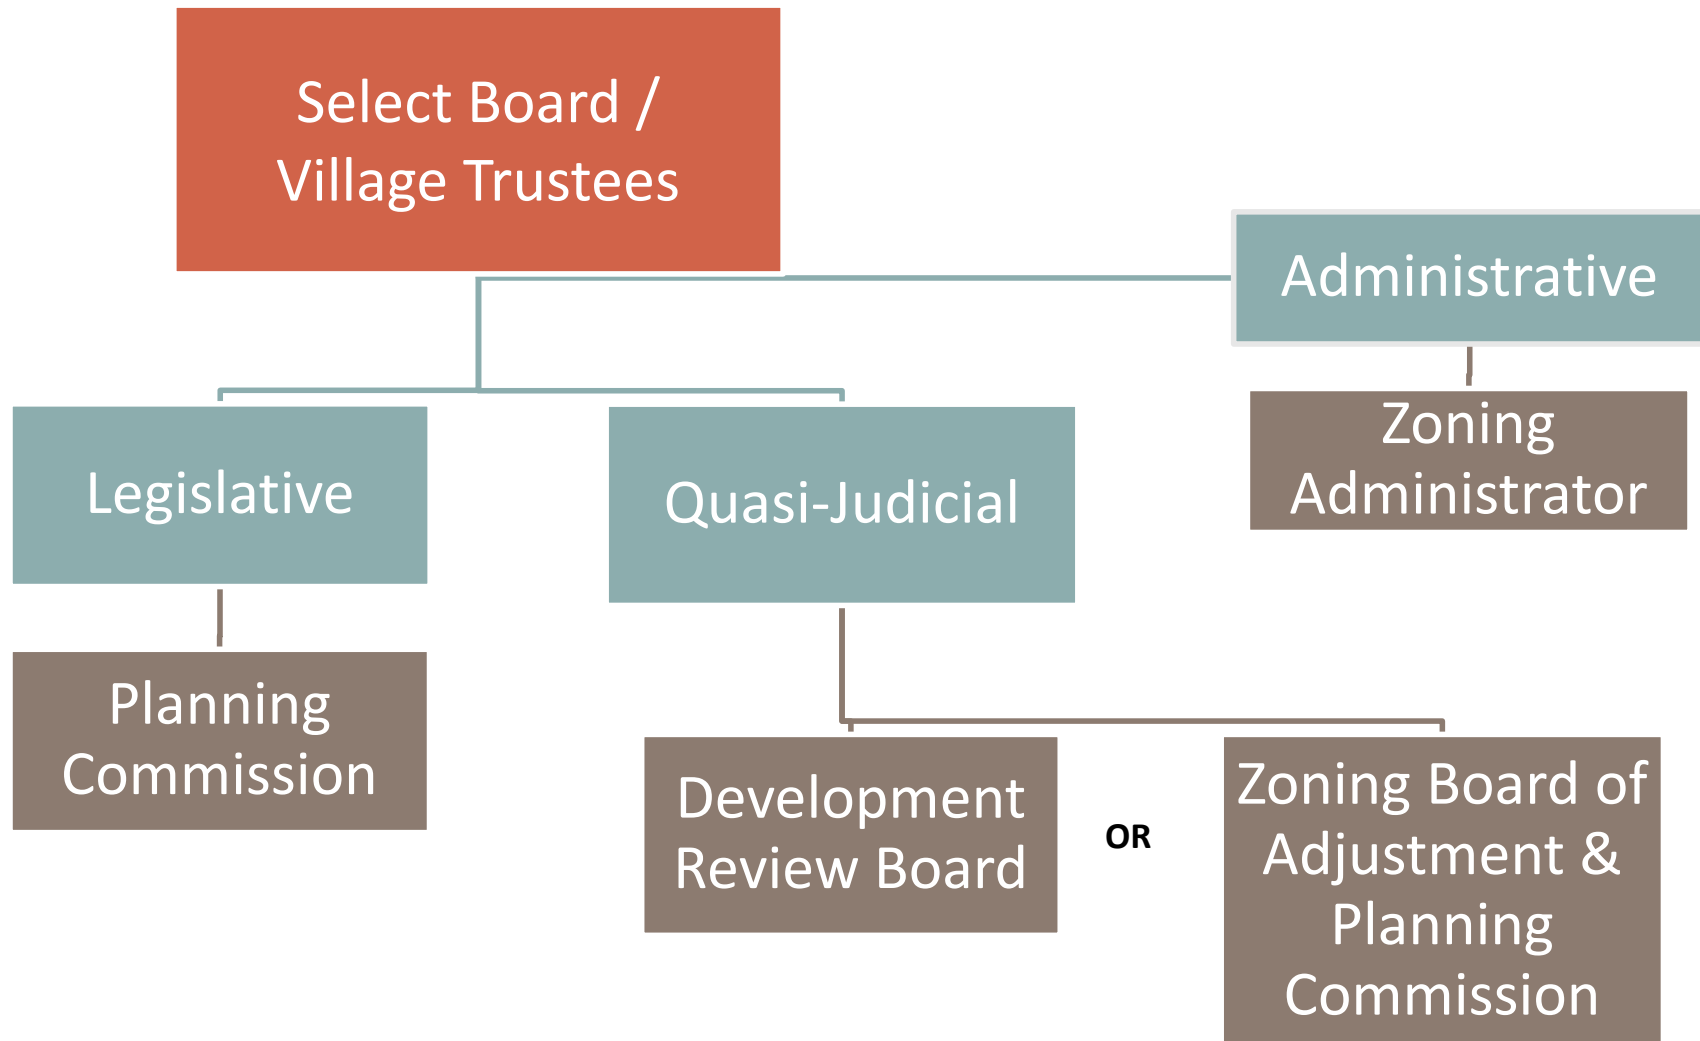 Select Board /
Village Trustees
Administrative
Zoning
Administrator
Legislative
Quasi-Judicial
Planning
Commission
Development
Review Board
OR
Zoning Board of
Adjustment &
Planning
Commission